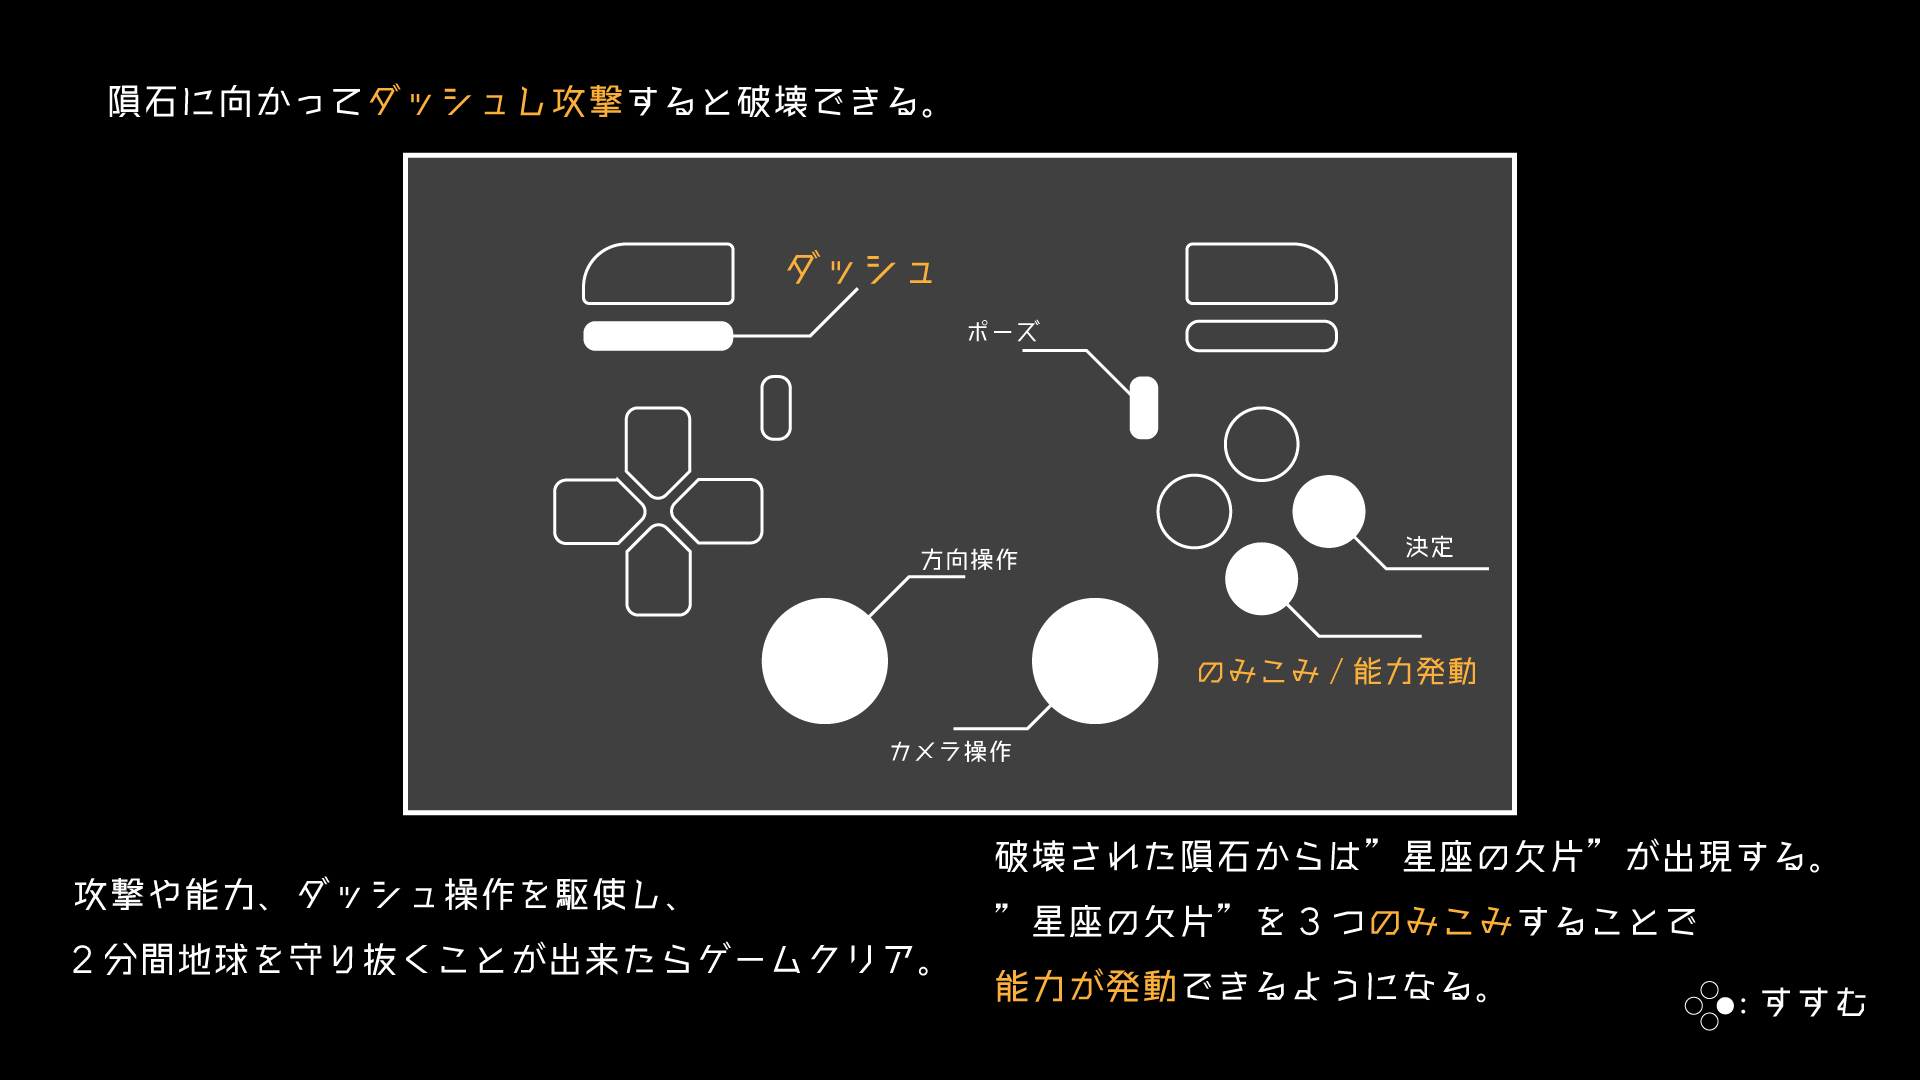 隕石に向かってダッシュし攻撃すると破壊できる。
ダッシュ
ポーズ
決定
方向操作
のみこみ / 能力発動
カメラ操作
攻撃や能力、ダッシュ操作を駆使し、
２分間地球を守り抜くことが出来たらゲームクリア。
破壊された隕石からは”星座の欠片”が出現する。
”星座の欠片”を３つのみこみすることで
能力が発動できるようになる。
: すすむ